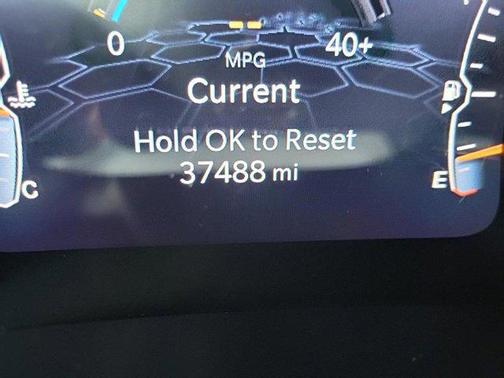 0 40+
MPG
Current
Hold OK to Reset
37488 mi
C E